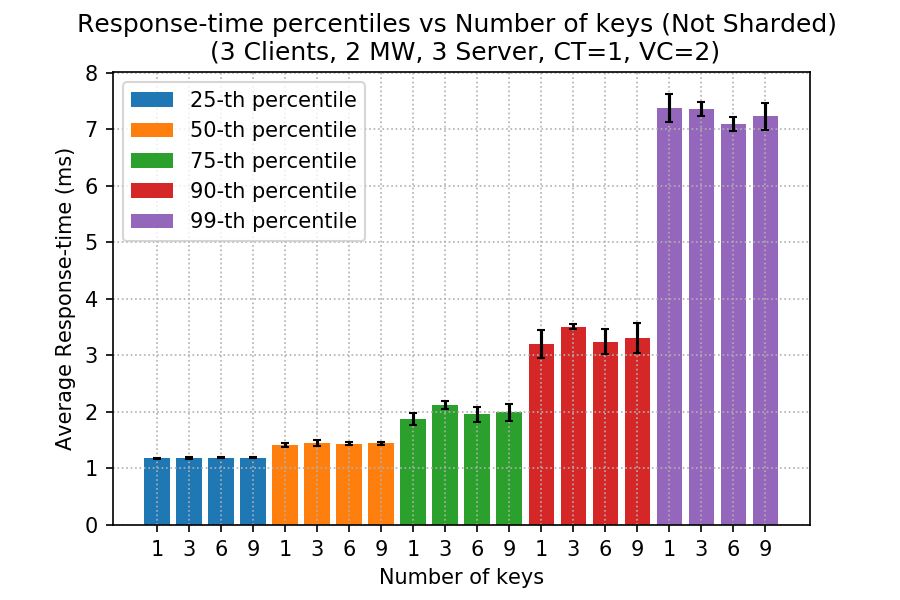 Response-time percentiles vs Number of keys (Not Sharded)
(3 Clients, 2 MW, 3 Server, CT=1, VC=2)
8
7
6
5
4
3
2
1
0
Average Response-time (ms)
25-th percentile
50-th percentile
75-th percentile
90-th percentile
99-th percentile
1 3 6 9 1 3 6 9 1 3 6 9 1 3 6 9 1 3 6 9
Number of keys